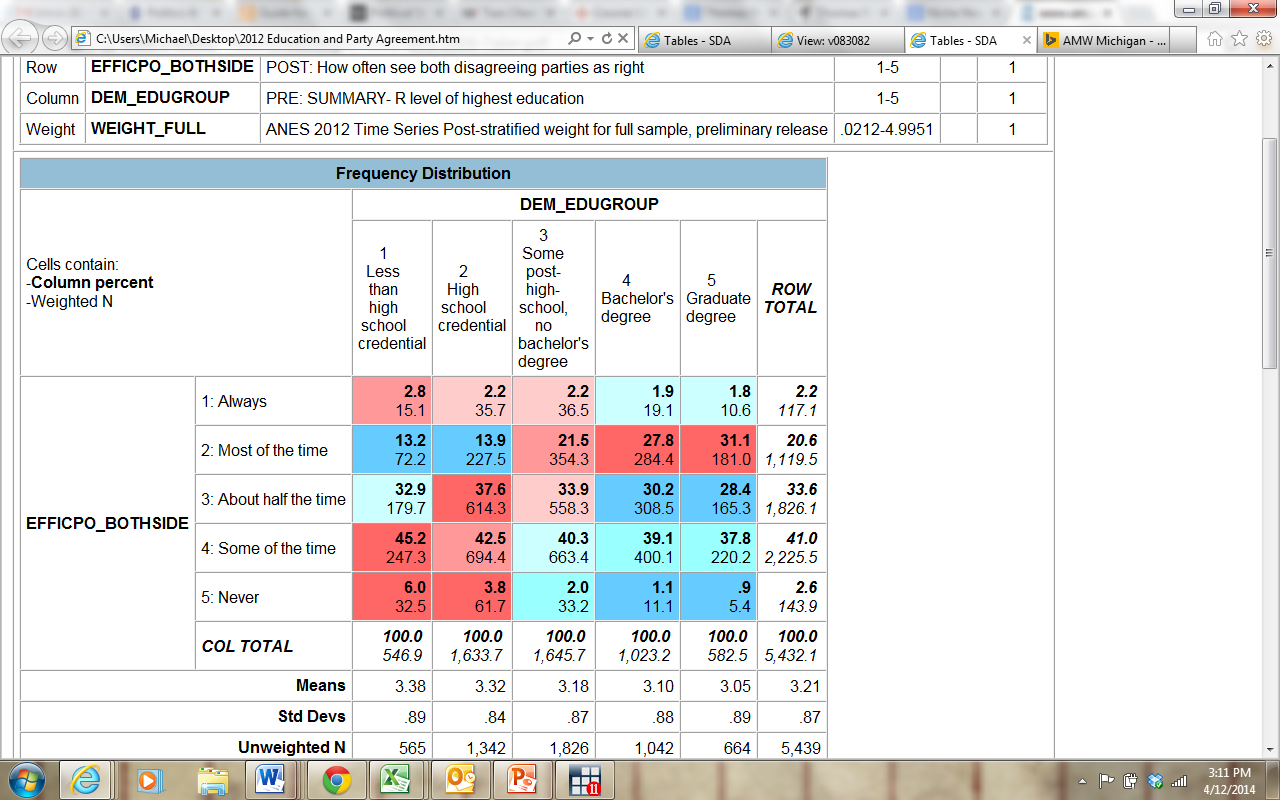 C:\Users\Michael\Desktop\2012 Education and Party Agreement.htm
Tables - SDA
View: v083082
Tables - SDA
AMW Michigan - ...
Row EFFICPO_BOTHSIDE POST: How often see both disagreeing parties as right 1-5 1
Column DEM_EDUGROUP PRE: SUMMARY- R level of highest education 1-5 1
Weight WEIGHT_FULL ANES 2012 Time Series Post-stratified weight for full sample, preliminary release .0212-4.9951 1
Frequency Distribution
Cells contain:
-Column percent
-Weighted N
DEM_EDUGROUP
1
Less
than
high
school
credential
2
High
school
credential
3
Some
post-
high-
school,
no
bachelor's
degree
4
Bachelor's
degree
5
Graduate
degree
ROW
TOTAL
EFFICPO_BOTHSIDE
1: Always
2.8 2.2 2.2 1.9 1.8 2.2
15.1 35.7 36.5 19.1 10.6 117.1
2: Most of the time
13.2 13.9 21.5 27.8 31.1 20.6
72.2 227.5 354.3 284.4 181.0 1,119.5
3: About half the time
32.9 37.6 33.9 30.2 28.4 33.6
179.7 614.3 558.3 308.5 165.3 1,826.1
4: Some of the time
45.2 42.5 40.3 39.1 37.8 41.0
247.3 694.4 663.4 400.1 220.2 2,225.5
5: Never
6.0 3.8 2.0 1.1 .9 2.6
32.5 61.7 33.2 11.1 5.4 143.9
COL TOTAL
100.0 100.0 100.0 100.0 100.0 100.0
546.9 1,633.7 1,645.7 1,023.2 582.5 5,432.1
Means 3.38 3.32 3.18 3.10 3.05 3.21
Std Devs .89 .84 .87 .88 .89 .87
Unweighted N 565 1,342 1,826 1,042 664 5,439
11
3:11 PM
4/12/2014